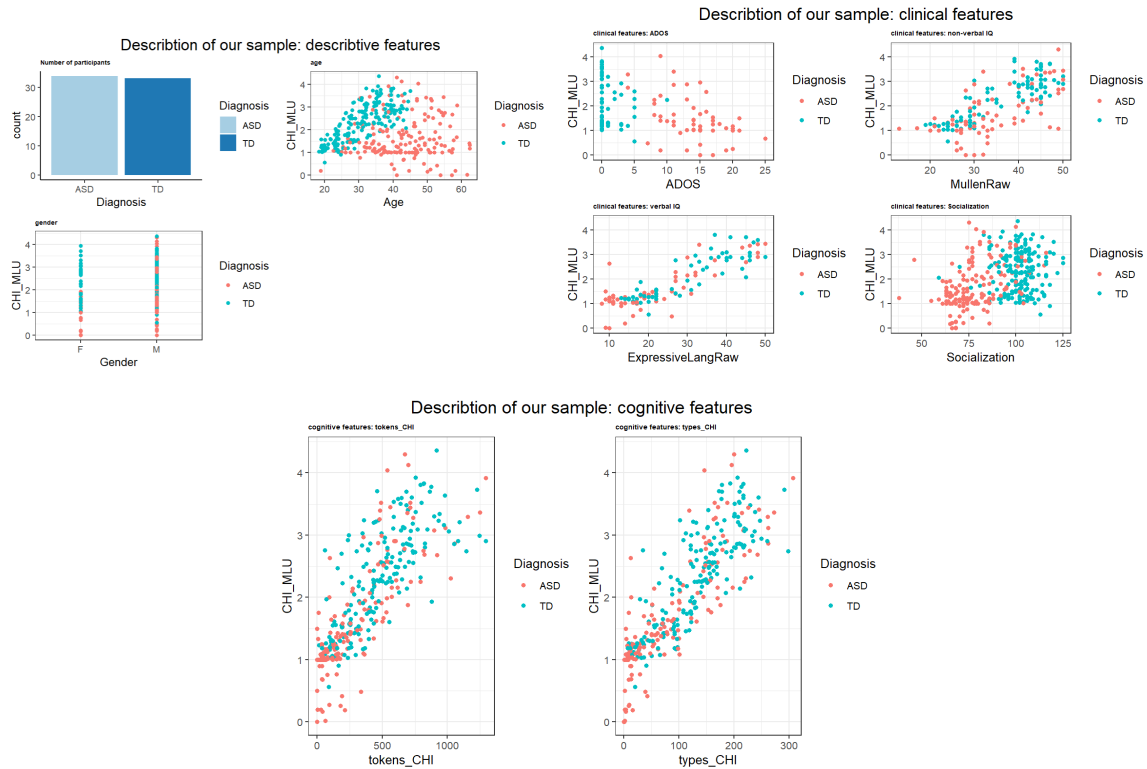 Describtion of our sample: describtive features
Number of participants
count
30
20
10
0
ASD
TD
Diagnosis
Diagnosis
ASD
TD
age
CHI_MLU
4
3
2
1
0
20
30
40
50
60
Age
Diagnosis
ASD
TD
gender
CHI_MLU
4
3
2
1
0
F
M
Gender
Diagnosis
ASD
TD
Describtion of our sample: clinical features
clinical features: ADOS
CHI_MLU
4
3
2
1
0
0
5
10
15
20
25
ADOS
Diagnosis
ASD
TD
clinical features: non-verbal IQ
CHI_MLU
4
3
2
1
0
20
30
40
50
MullenRaw
Diagnosis
ASD
TD
clinical features: verbal IQ
CHI_MLU
4
3
2
1
0
10
20
30
40
50
ExpressiveLangRaw
Diagnosis
ASD
TD
clinical features: Socialization
CHI_MLU
4
3
2
1
0
50
75
100
125
Socialization
Diagnosis
ASD
TD
Describtion of our sample: cognitive features
cognitive features: tokens_CHI
CHI_MLU
4
3
2
1
0
0
500
1000
tokens_CHI
Diagnosis
ASD
TD
cognitive features: types_CHI
CHI_MLU
4
3
2
1
0
0
100
200
300
types_CHI
Diagnosis
ASD
TD